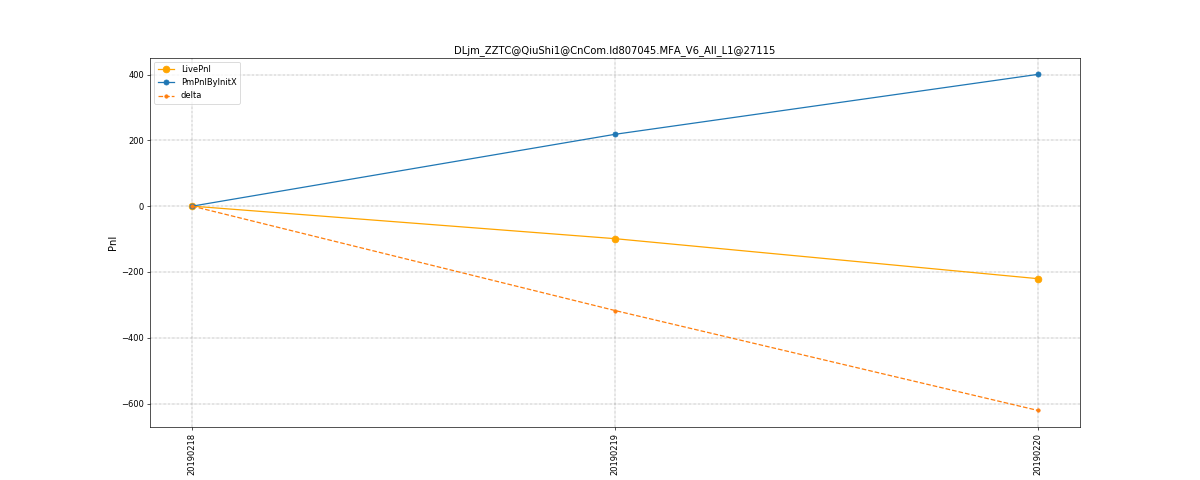 DLjm_ZZTC@QiuShi1@CnCom.Id807045.MFA_V6_All_L1@27115
LivePnl
PmPnlByInitX
delta
400
200
0
−200
−400
−600
Pnl
20190218
20190219
20190220